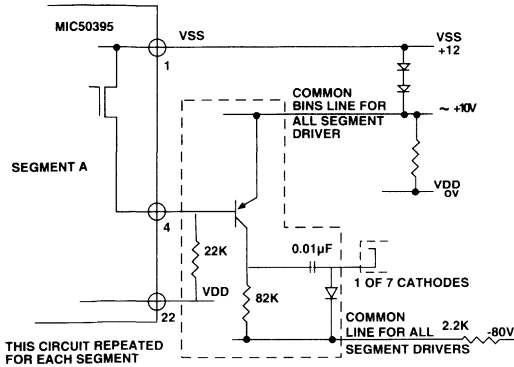 MIC50395
VSS
1
VSS
+12
COMMON
BINS LINE FOR
ALL SEGMENT
DRIVER
~ +10V
SEGMENT A
VDD
0V
4
22K
0.01µF
1 OF 7 CATHODES
VDD
82K
22
COMMON
LINE FOR ALL
SEGMENT DRIVERS
2.2K
-80V
THIS CIRCUIT REPEATED
FOR EACH SEGMENT